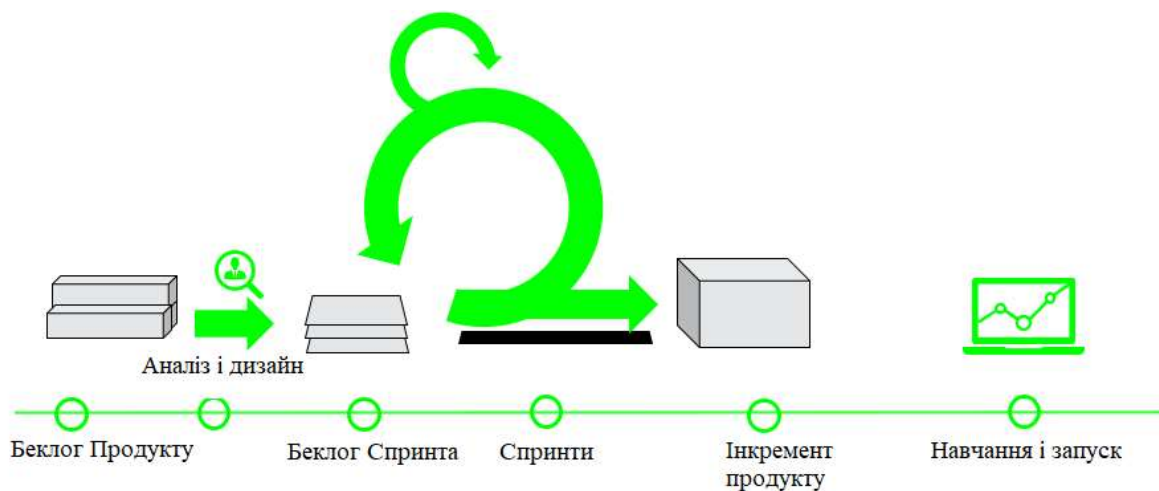 Аналіз і дизайн
Беклог Продукту
Беклог Спринта
Спринти
Інкремент
продукту
Навчання і запуск